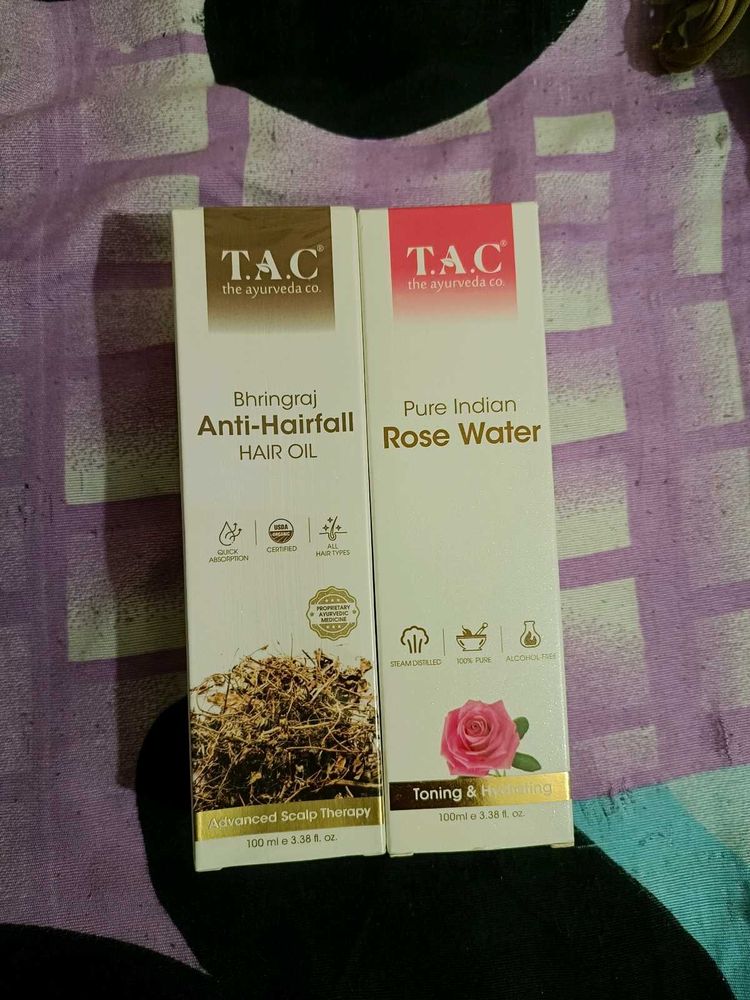 T.A.C®
the ayurveda co.
Bhringraj
Anti-Hairfall
HAIR OIL
QUICK
ABSORPTION
USDA
ORGANIC
CERTIFIED
ALL
HAIR TYPES
PROPRIETARY
AYURVEDIC
MEDICINE
Advanced Scalp Therapy
100 ml e 3.38 fl. oz.
T.A.C®
the ayurveda co.
Pure Indian
Rose Water
STEAM DISTILLED
100% PURE
ALCOHOL-FREE
Toning & Hydrating
100ml e 3.38 fl. oz.